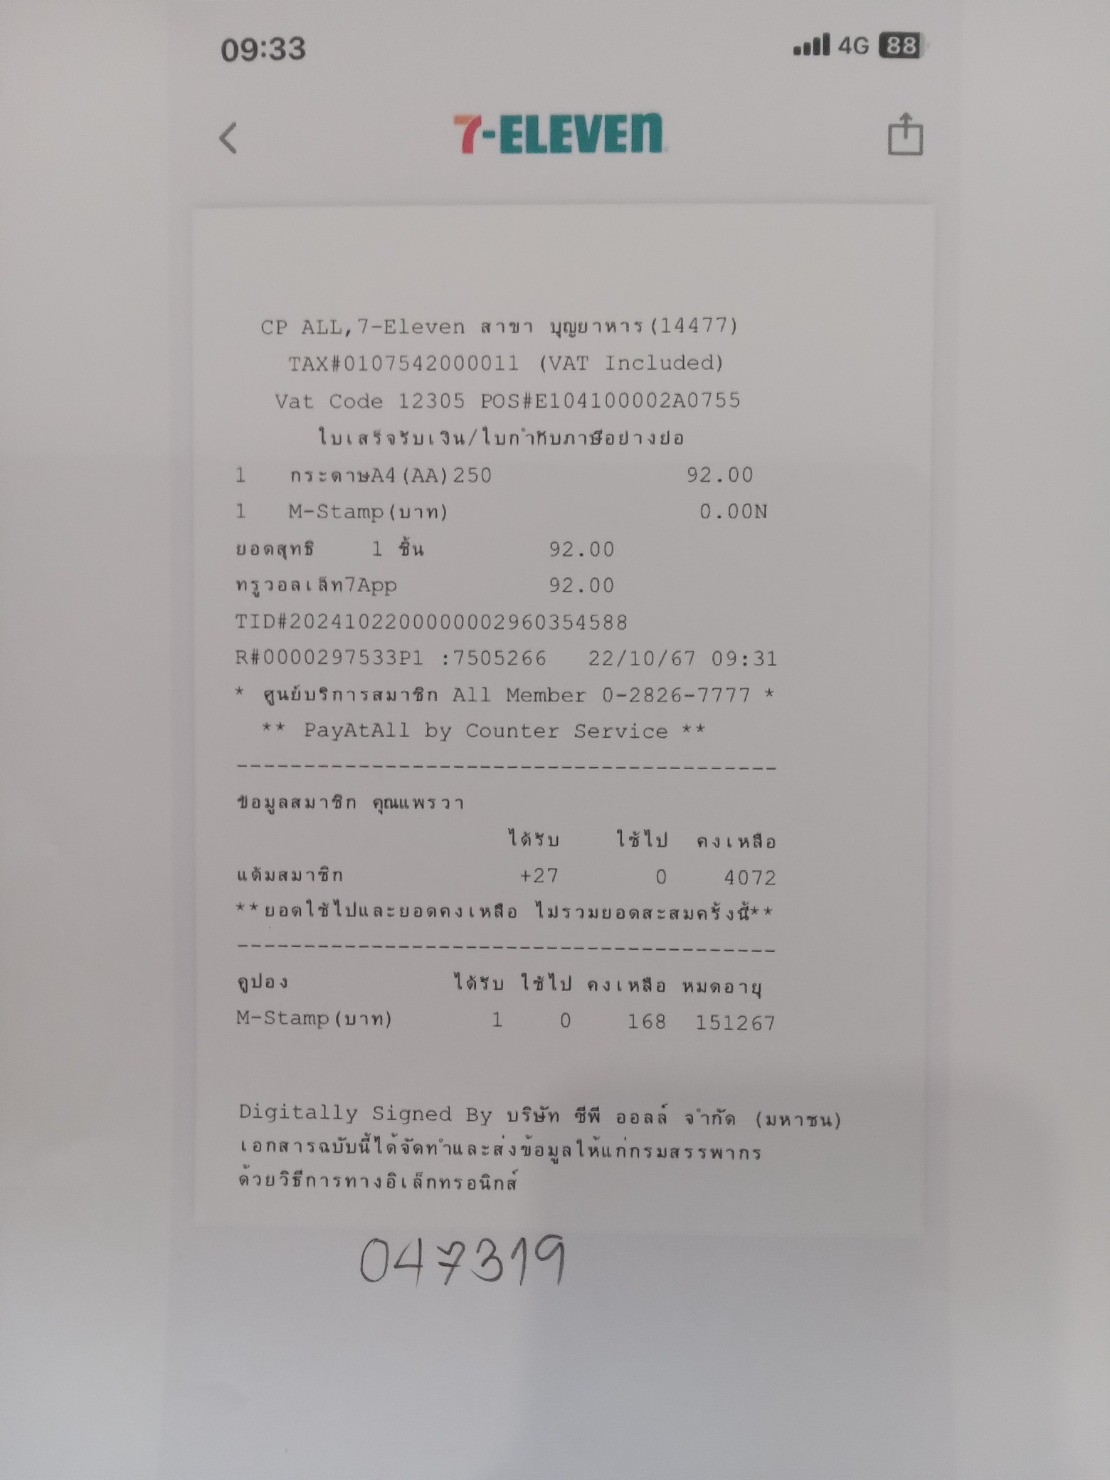 09:33 4G 88
7-ELEVEn
CP ALL,7-Eleven สาขา บุญยาหาร(14477)
TAX#0107542000011 (VAT Included)
Vat Code 12305 POS#E104100002A0755
ใบเสร็จรับเงิน/ใบกำกับภาษีอย่างย่อ
1 กระดาษA4(AA)250 92.00
1 M-Stamp(บาท) 0.00N
ยอดสุทธิ 1 ชิ้น 92.00
ทรูวอลเล็ท7App 92.00
TID#2024102200000002960354588
R#0000297533P1 :7505266 22/10/67 09:31
* ศูนย์บริการสมาชิก All Member 0-2826-7777 *
** PayAtAll by Counter Service **
----------------------------------------
ข้อมูลสมาชิก คุณแพรวา
ได้รับ ใช้ไป คงเหลือ
แต้มสมาชิก +27 0 4072
**ยอดใช้ไปและยอดคงเหลือ ไม่รวมยอดสะสมครั้งนี้**
----------------------------------------
คูปอง ได้รับ ใช้ไป คงเหลือ หมดอายุ
M-Stamp(บาท) 1 0 168 151267
Digitally Signed By บริษัท ซีพี ออลล์ จำกัด (มหาชน)
เอกสารฉบับนี้ได้จัดทำและส่งข้อมูลให้แก่กรมสรรพากร
ด้วยวิธีการทางอิเล็กทรอนิกส์
047319